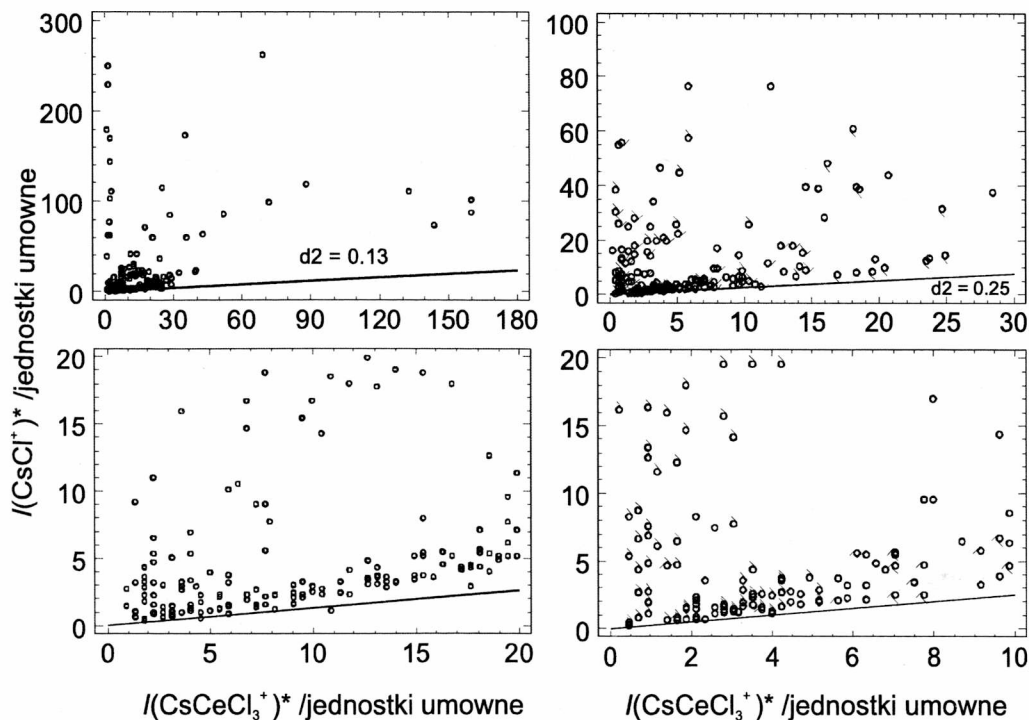 300
200
100
0
0 30 60 90 120 150 180
d2 = 0.13
100
80
60
40
20
0
0 5 10 15 20 25 30
d2 = 0.25
20
15
10
5
0
0 5 10 15 20
20
15
10
5
0
0 2 4 6 8 10
I(CsCl⁺)* /jednostki umowne
I(CsCeCl₃⁺)* /jednostki umowne
I(CsCeCl₃⁺)* /jednostki umowne